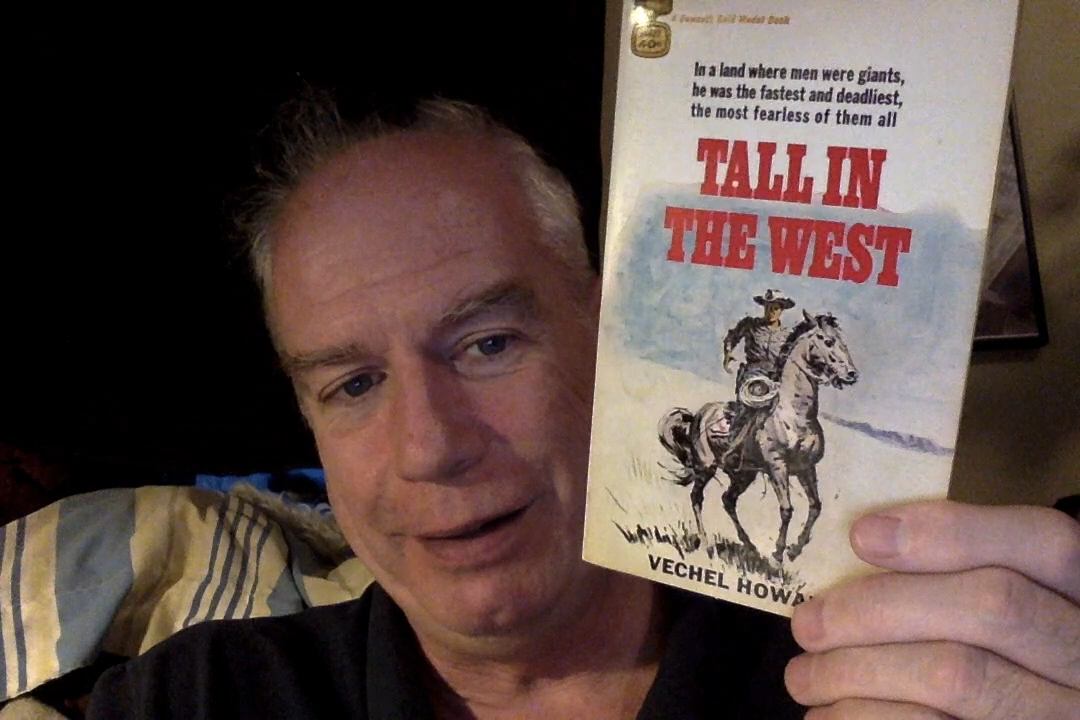 A Fawcett Gold Medal Book
40¢
In a land where men were giants,
he was the fastest and deadliest,
the most fearless of them all
TALL IN
THE WEST
VECHEL HOWA